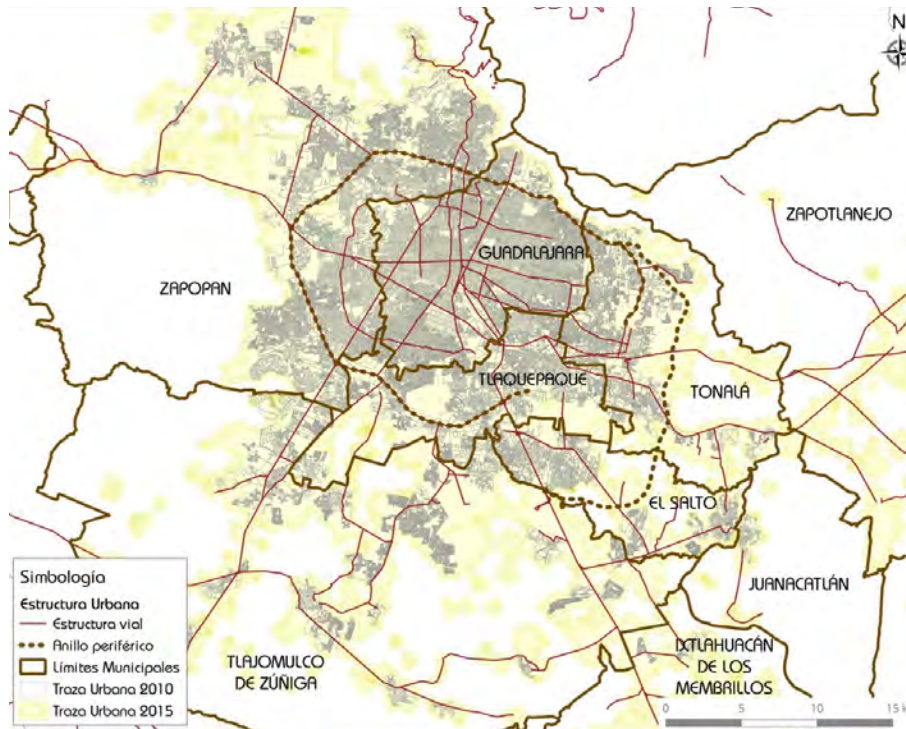 N
ZAPOTLANEJO
GUADALAJARA
ZAPOPAN
TLAQUEPAQUE
TONALÁ
EL SALTO
JUANACATLÁN
IXTLAHUACÁN
DE LOS
MEMBRILLOS
TLAJOMULCO
DE ZÚÑIGA
Simbología
Estructura Urbana
Estructura vial
Anillo periférico
Límites Municipales
Traza Urbana 2010
Traza Urbana 2015
0 5 10 15 k